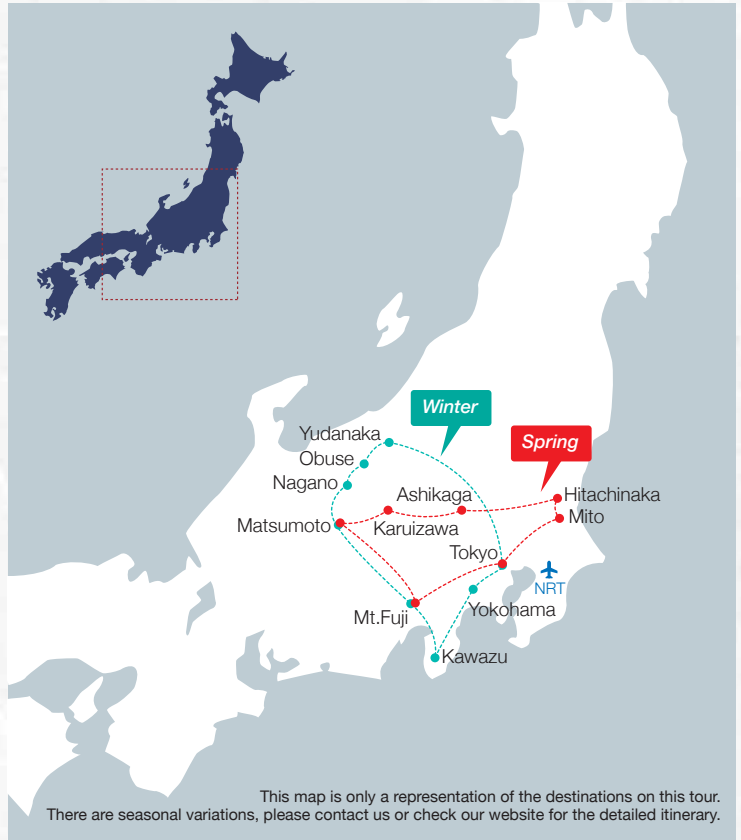 Winter
Yudanaka
Spring
Obuse
Nagano
Ashikaga
Hitachinaka
Mito
Matsumoto
Karuizawa
Tokyo
NRT
Mt.Fuji
Yokohama
Kawazu
This map is only a representation of the destinations on this tour.
There are seasonal variations, please contact us or check our website for the detailed itinerary.